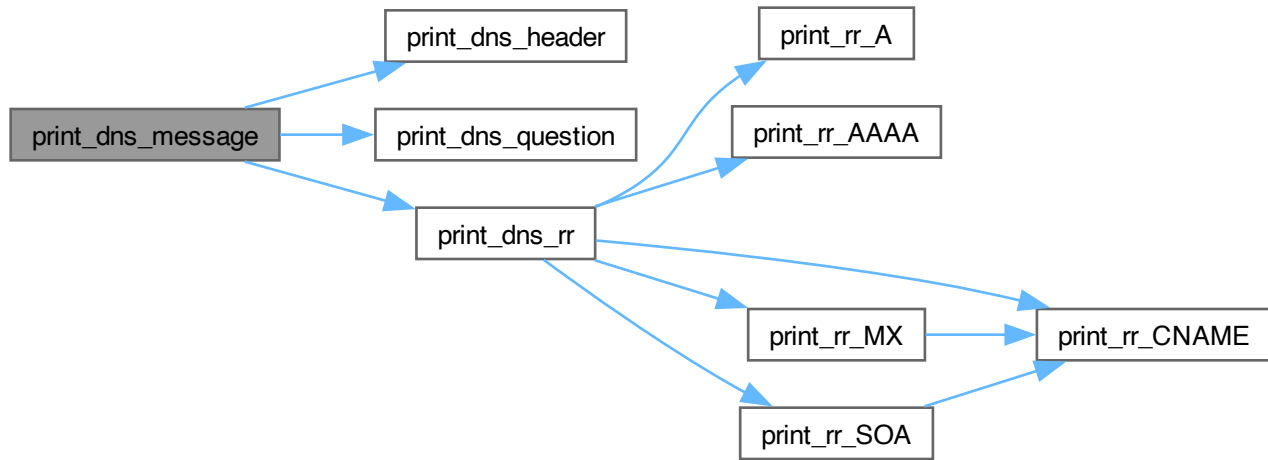 print_dns_message
print_dns_header
print_dns_question
print_dns_rr
print_rr_A
print_rr_AAAA
print_rr_MX
print_rr_SOA
print_rr_CNAME